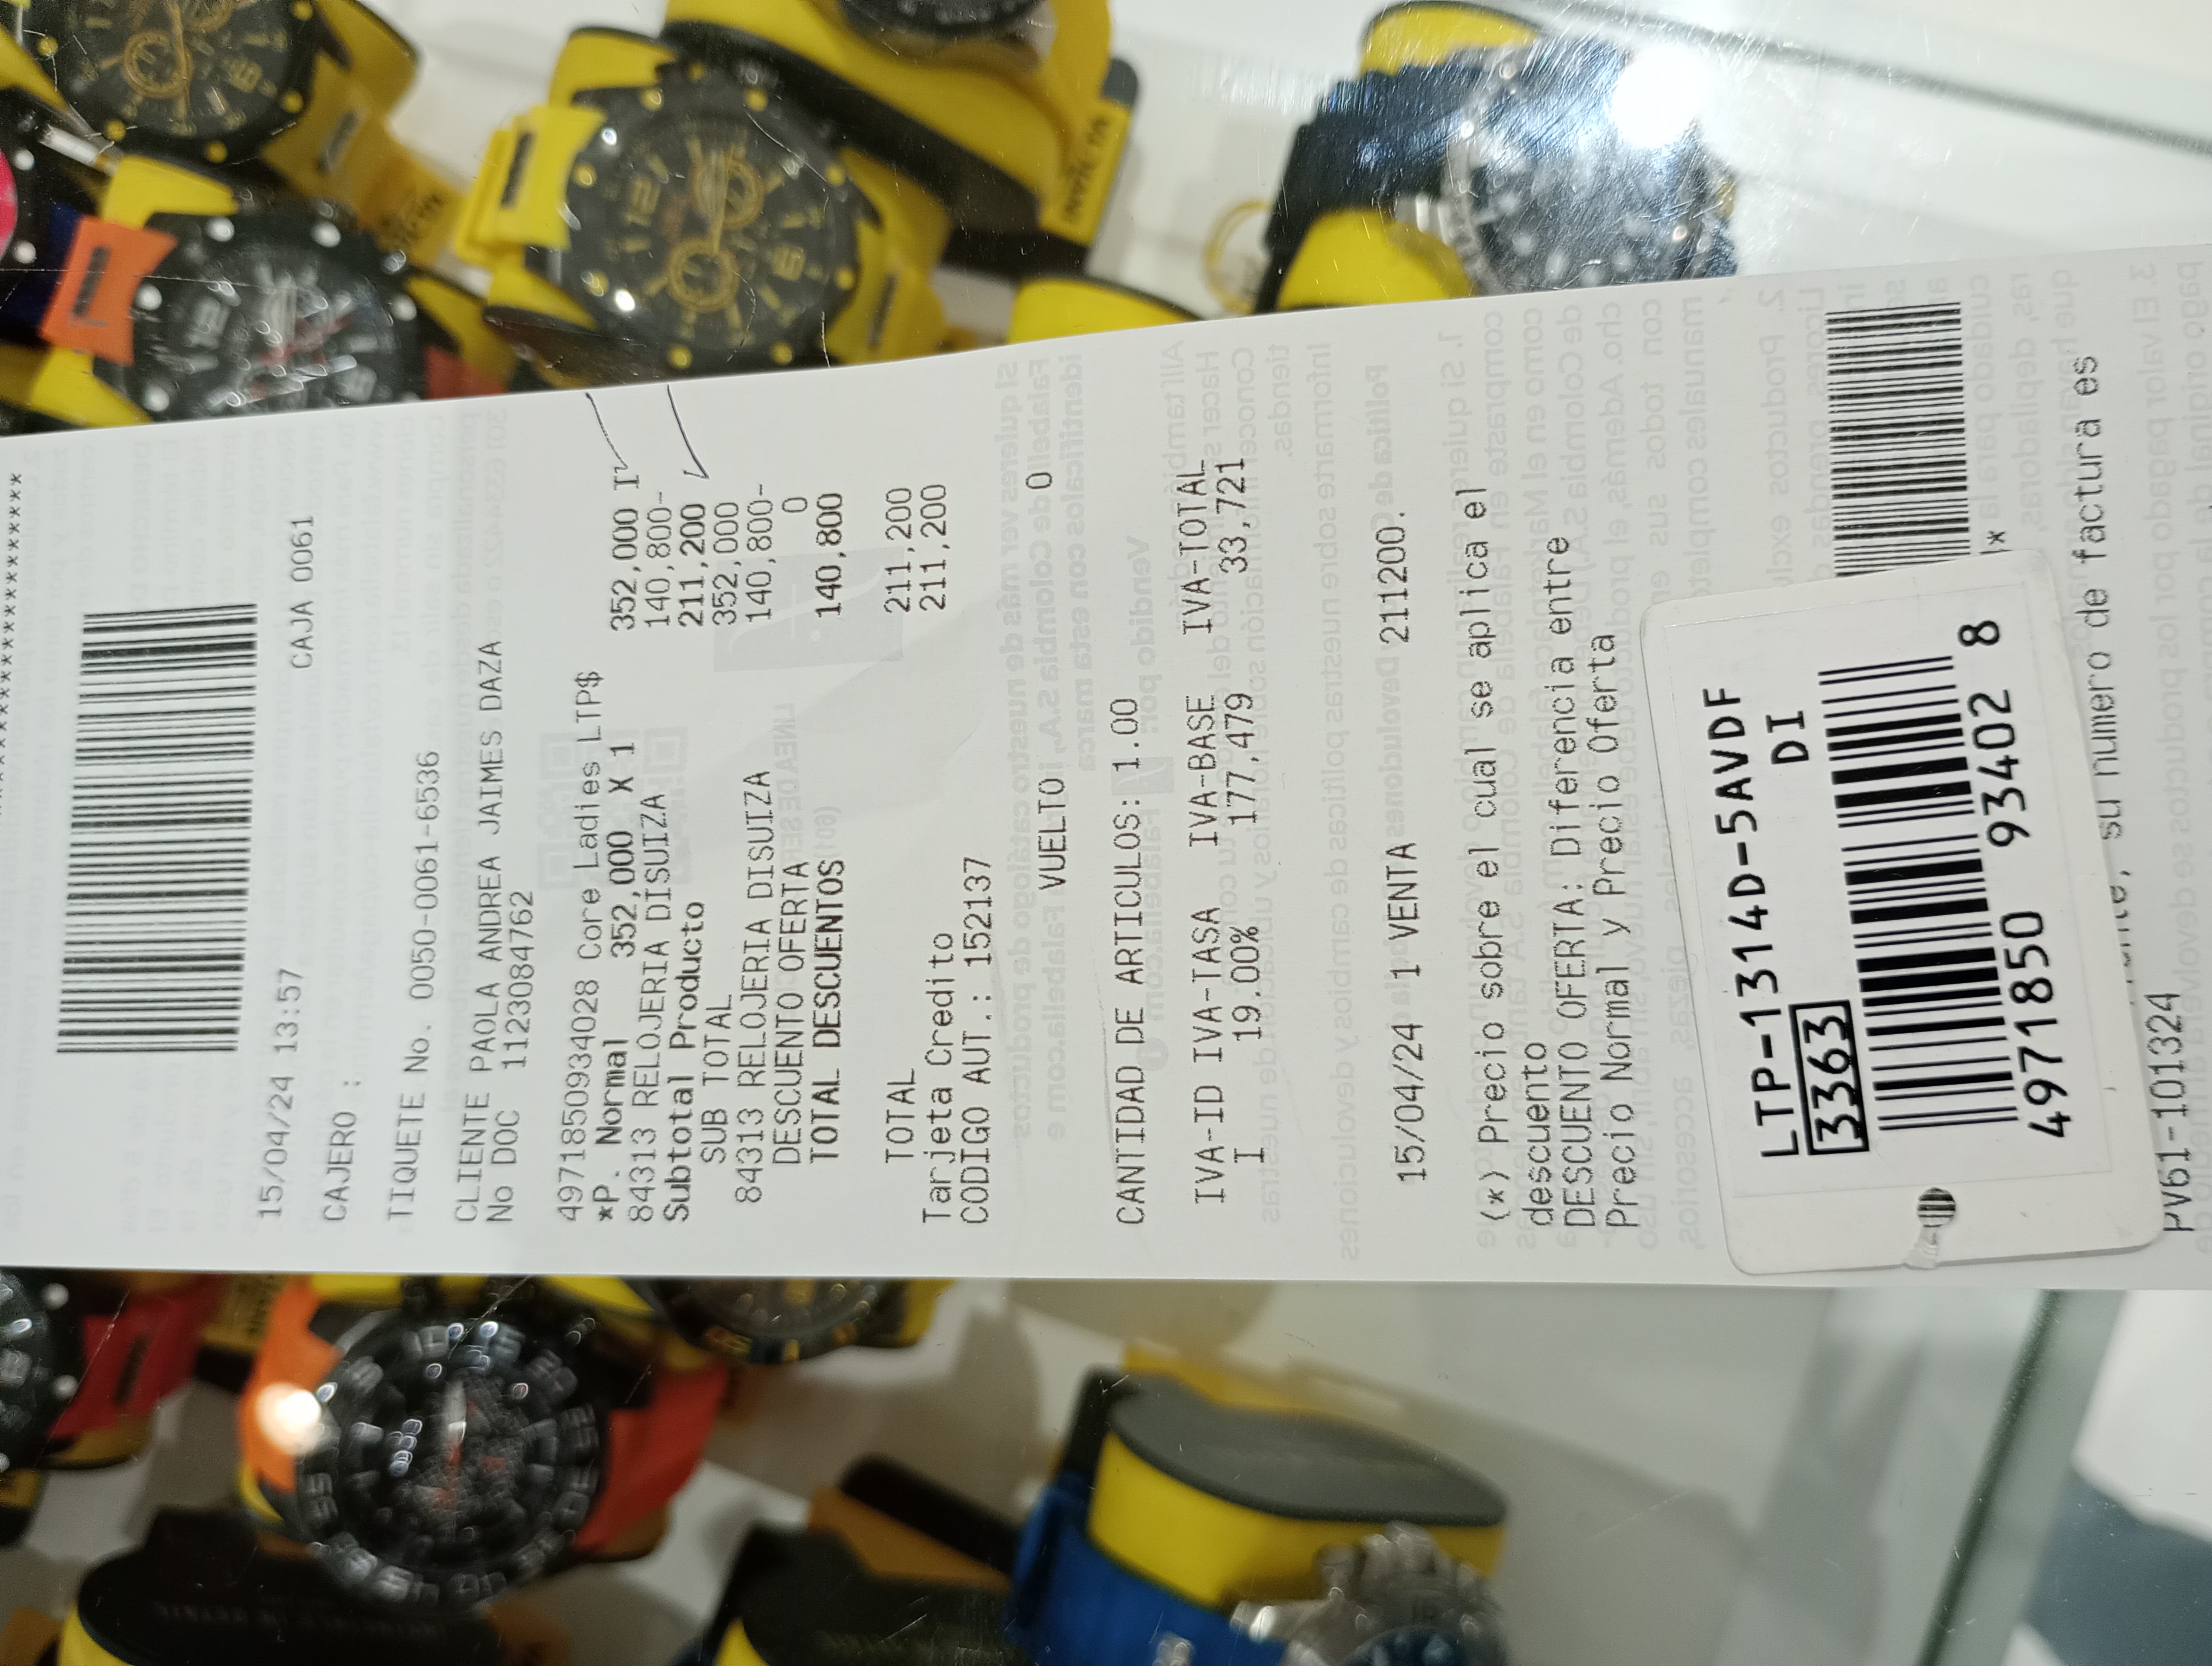 15/04/24 13:57
CAJERO : CAJA 0061
TIQUETE No. 0050-0061-6536
CLIENTE PAOLA ANDREA JAIMES DAZA
No DOC 1123084762
4971850934028 Core Ladies LTP$
*P. Normal 352,000 X 1 352,000 I
84313 RELOJERIA DISUIZA 140,800-
Subtotal Producto 211,200
SUB TOTAL 352,000
84313 RELOJERIA DISUIZA 140,800-
DESCUENTO OFERTA 0
TOTAL DESCUENTOS 140,800
TOTAL 211,200
Tarjeta Credito 211,200
CODIGO AUT.: 152137
VUELTO 0
CANTIDAD DE ARTICULOS: 1.00
IVA-ID IVA-TASA IVA-BASE IVA-TOTAL
I 19.00% 177,479 33,721
15/04/24 1 VENTA 211200.
(*) Precio sobre el cual se aplica el
descuento
DESCUENTO OFERTA: Diferencia entre
Precio Normal y Precio Oferta
LTP-1314D-5AVDF
3363 DI
4971850 93402 8
su numero de factura es
PV61-101324